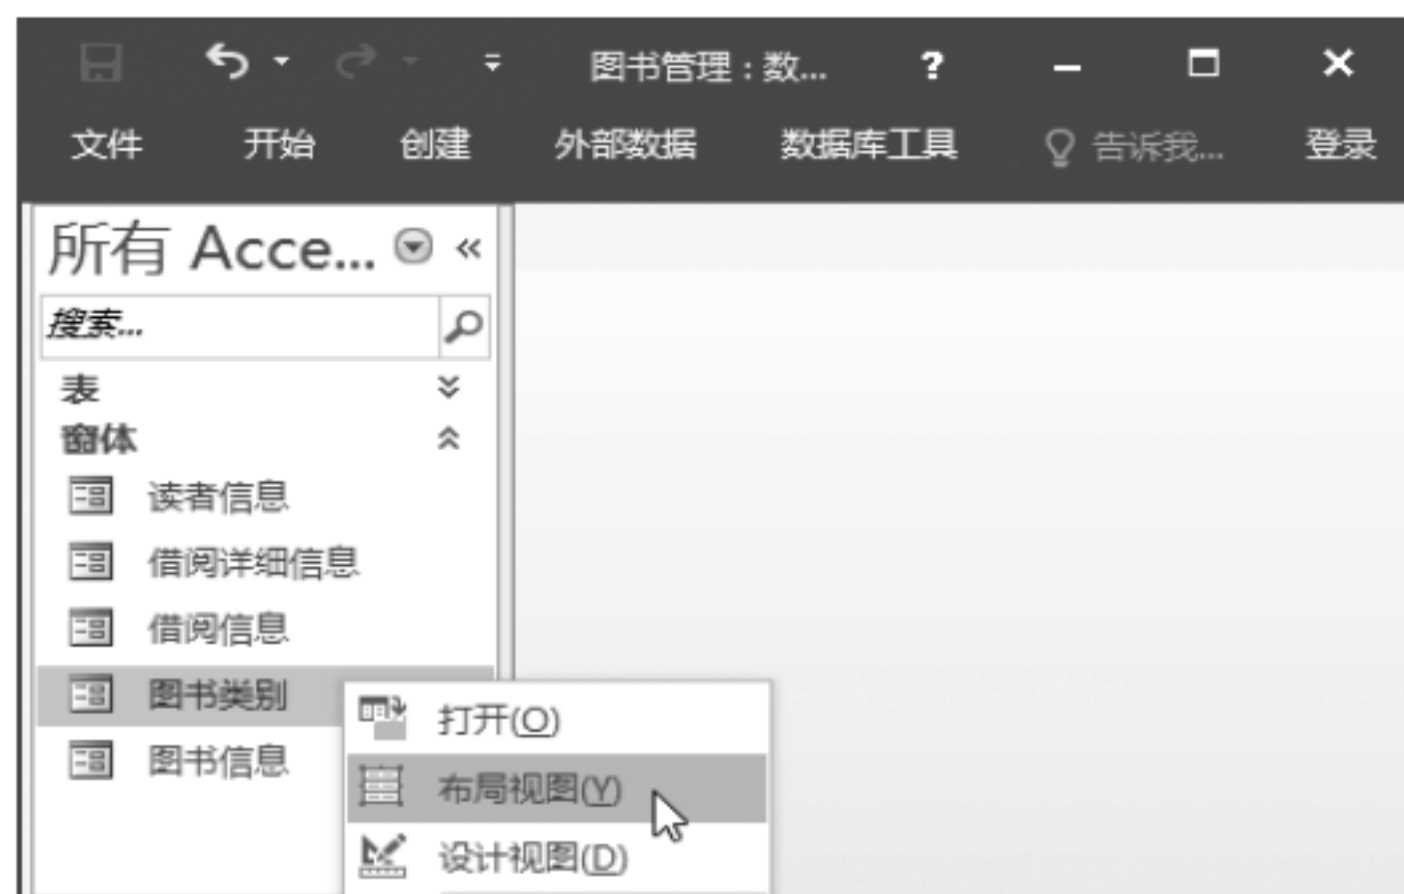 图书管理：数... ?
文件 开始 创建 外部数据 数据库工具 告诉我... 登录
所有 Acce... «
搜索...
表
窗体
读者信息
借阅详细信息
借阅信息
图书类别
打开(O)
图书信息
布局视图(Y)
设计视图(D)